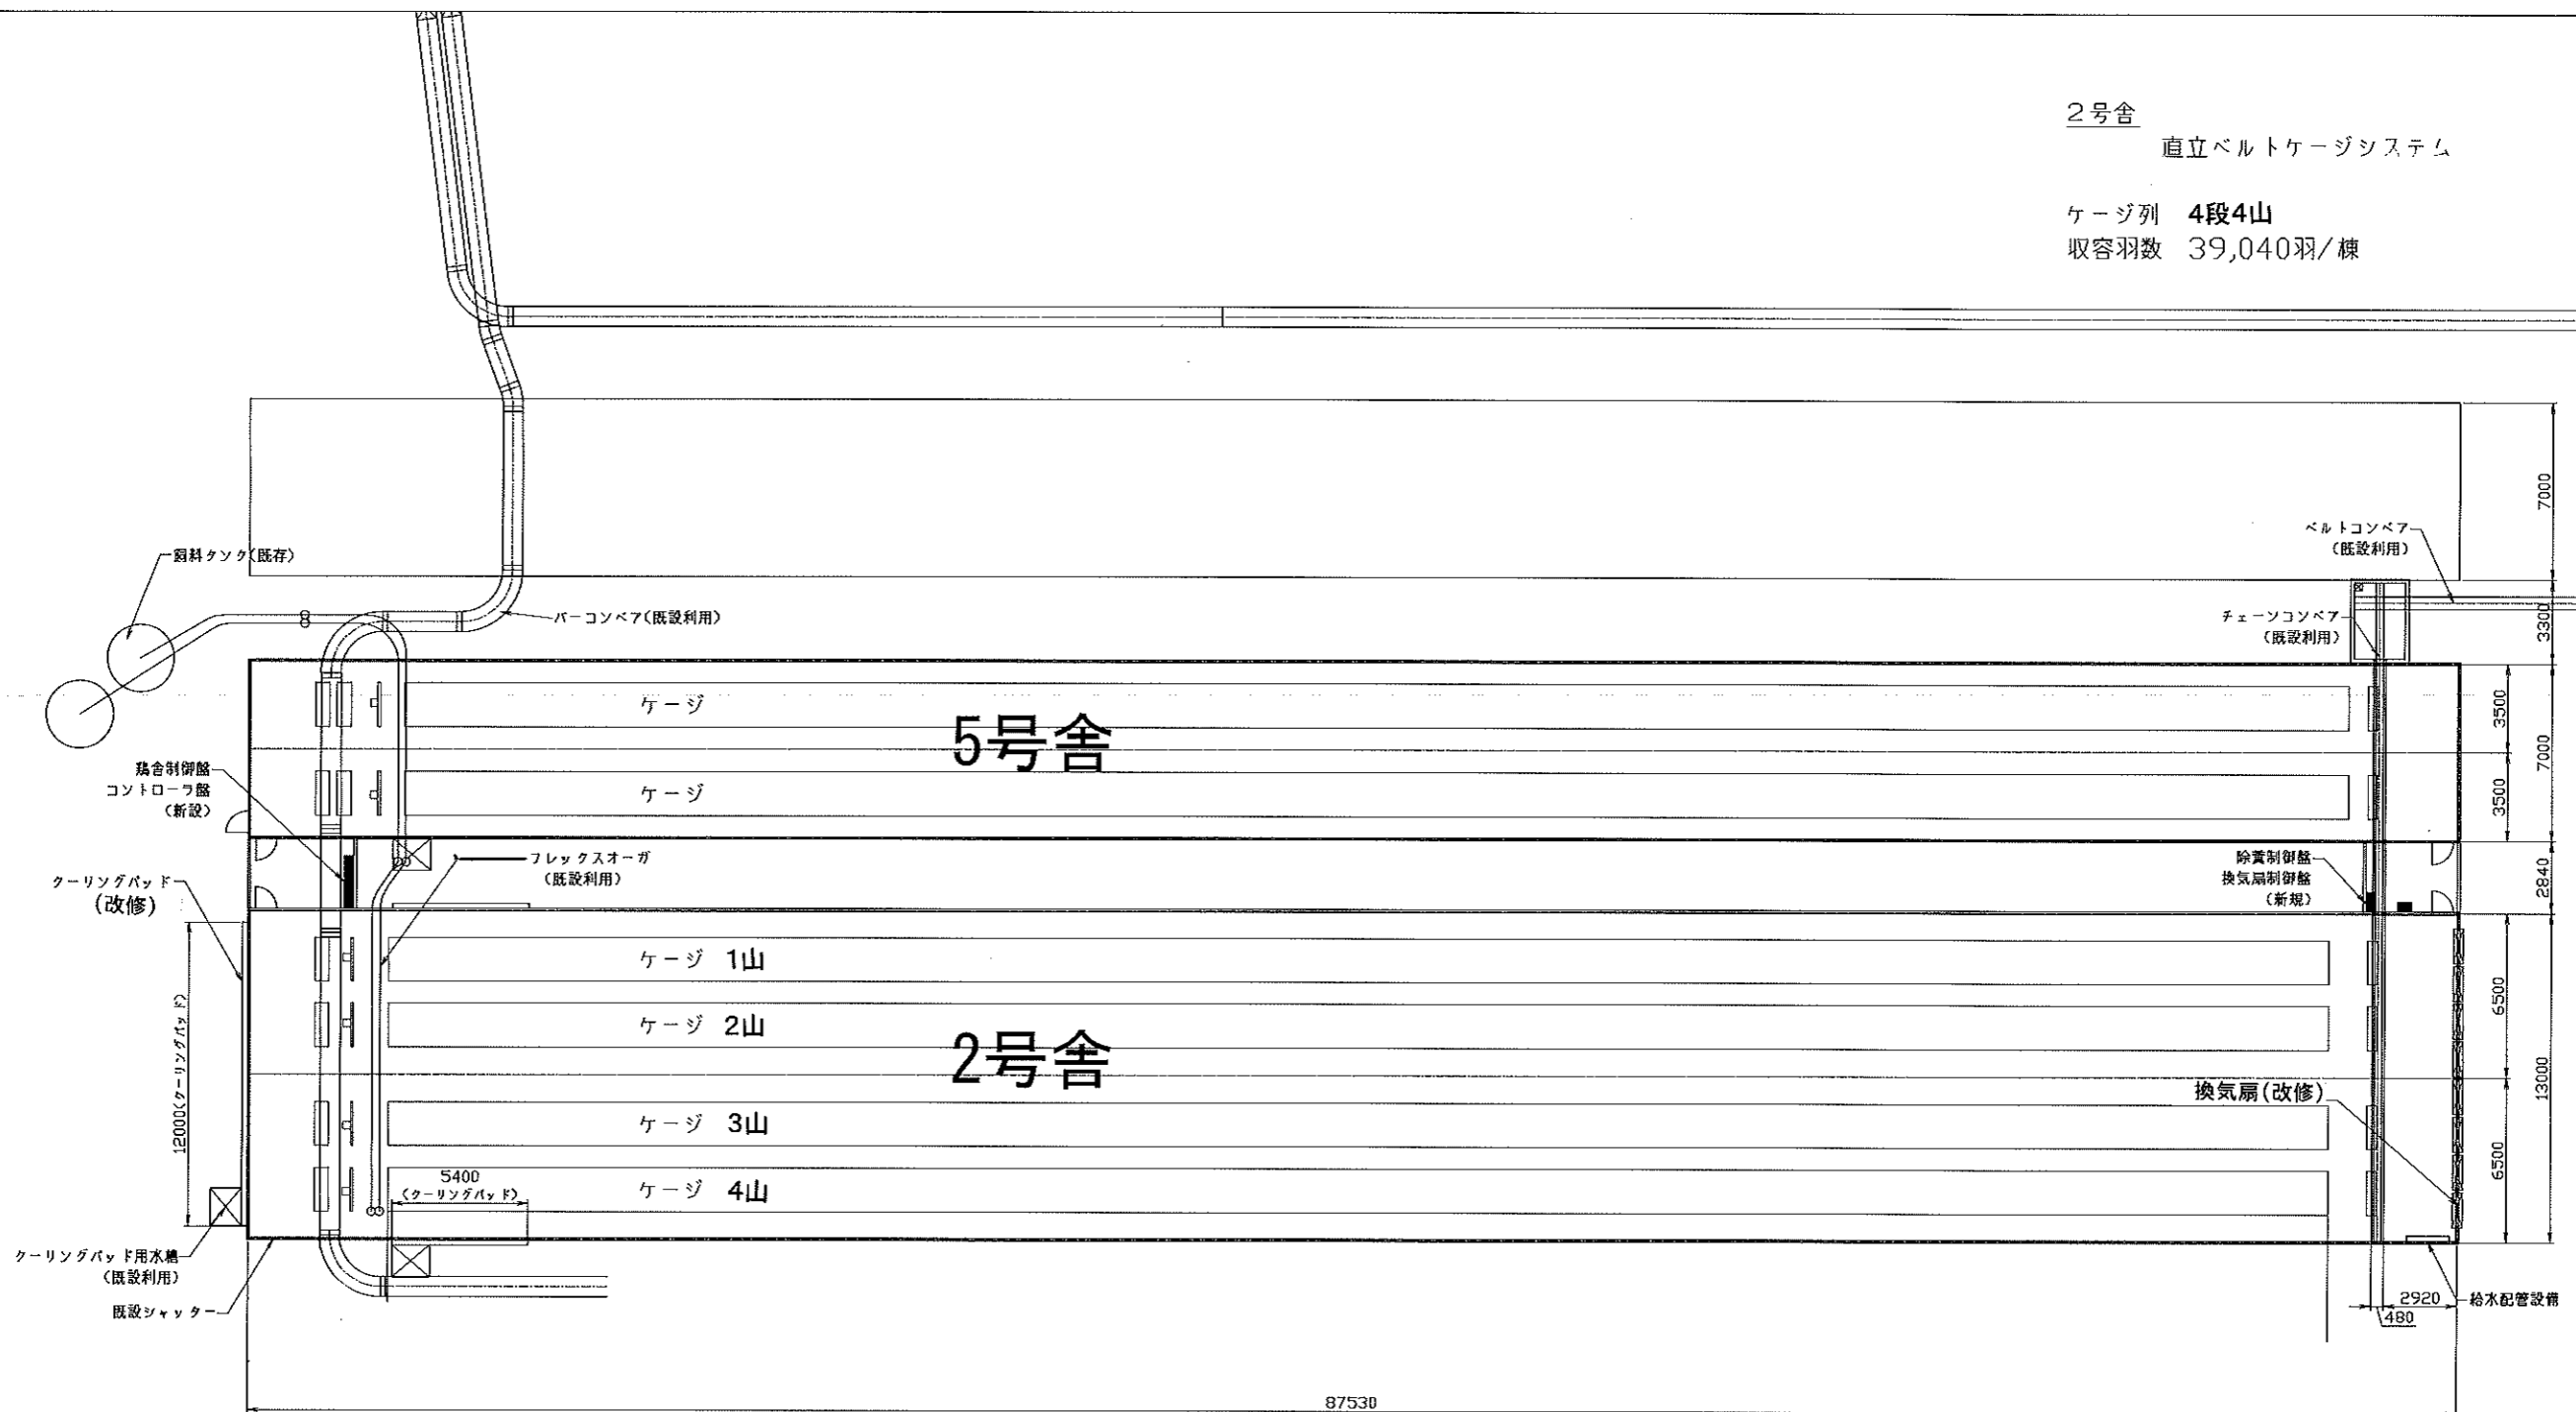 2号舎
直立ベルトケージシステム
ケージ列 4段4山
収容羽数 39,040羽/棟
7000
ベルトコンベア
(既設利用)
飼料タンク(既存)
バーコンベア(既設利用)
チェーンコンベア
(既設利用)
3300
ケージ
5号舎
3500
7000
鶏舎制御盤
コントローラ盤
(新設)
ケージ
3500
フレックスオーガ
(既設利用)
除糞制御盤
換気扇制御盤
(新規)
2840
クーリングパッド
(改修)
ケージ 1山
6500
ケージ 2山
2号舎
13000
12000(クーリングパッド)
換気扇(改修)
ケージ 3山
6500
5400
(クーリングパッド)
ケージ 4山
クーリングパッド用水槽
(既設利用)
既設シャッター
2920
480
給水配管設備
87530